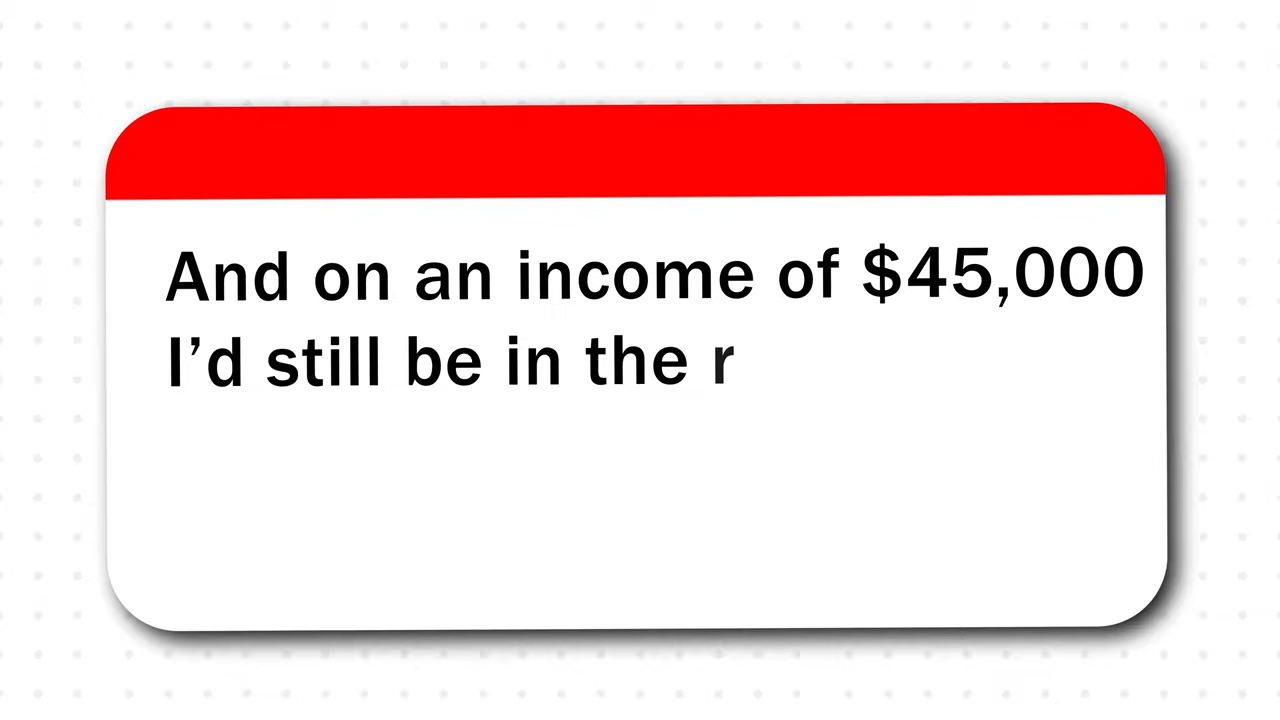 And on an income of $45,000
I’d still be in the r